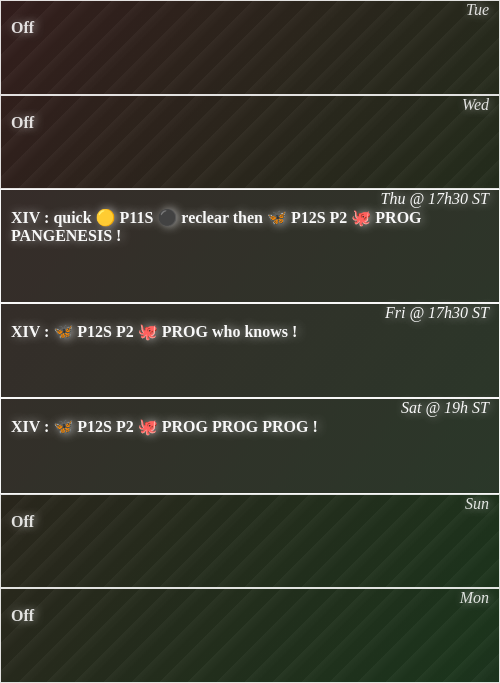 Tue
Off
Wed
Off
Thu @ 17h30 ST
XIV : quick 🟡 P11S ⚫ reclear then 🦋 P12S P2 🐙 PROG
PANGENESIS !
Fri @ 17h30 ST
XIV : 🦋 P12S P2 🐙 PROG who knows !
Sat @ 19h ST
XIV : 🦋 P12S P2 🐙 PROG PROG PROG !
Sun
Off
Mon
Off